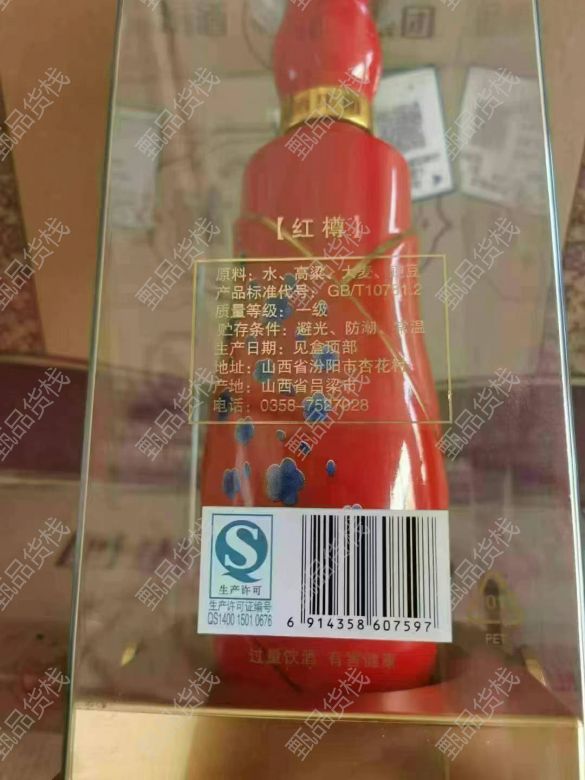 【红樽】
原料：水、高粱、大麦、豌豆
产品标准代号：GB/T10781.2
质量等级：一级
贮存条件：避光、防潮、常温
生产日期：见盒顶部
地址：山西省汾阳市杏花村
产地：山西省吕梁市
电话：0358-7527028
生产许可
生产许可证编号
QS1400 1501 0676
6 914358 607597
过量饮酒 有害健康
01
PET
甄品货栈